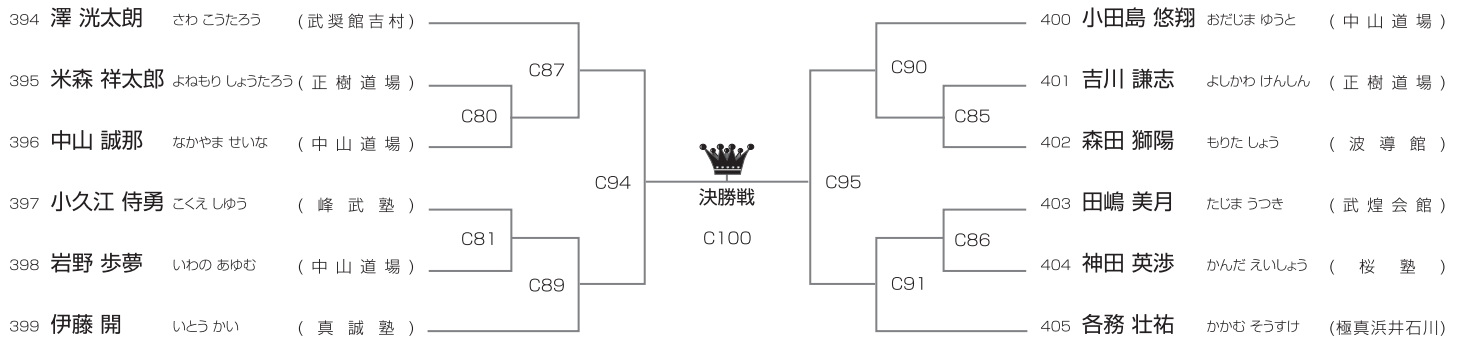 394 澤 洸太朗 さわ こうたろう (武奨館吉村)
395 米森 祥太郎 よねもり しょうたろう (正樹道場)
396 中山 誠那 なかやま せいな (中山道場)
397 小久江 侍勇 こくえ しゆう (峰武塾)
398 岩野 歩夢 いわの あゆむ (中山道場)
399 伊藤 開 いとう かい (真誠塾)
C87
C80
C81
C89
C94
決勝戦
C100
C95
C90
C85
C86
C91
400 小田島 悠翔 おだじま ゆうと (中山道場)
401 吉川 謙志 よしかわ けんしん (正樹道場)
402 森田 獅陽 もりた しょう (波導館)
403 田嶋 美月 たじま うつき (武煌会館)
404 神田 英渉 かんだ えいしょう (桜塾)
405 各務 壮祐 かかむ そうすけ (極真浜井石川)